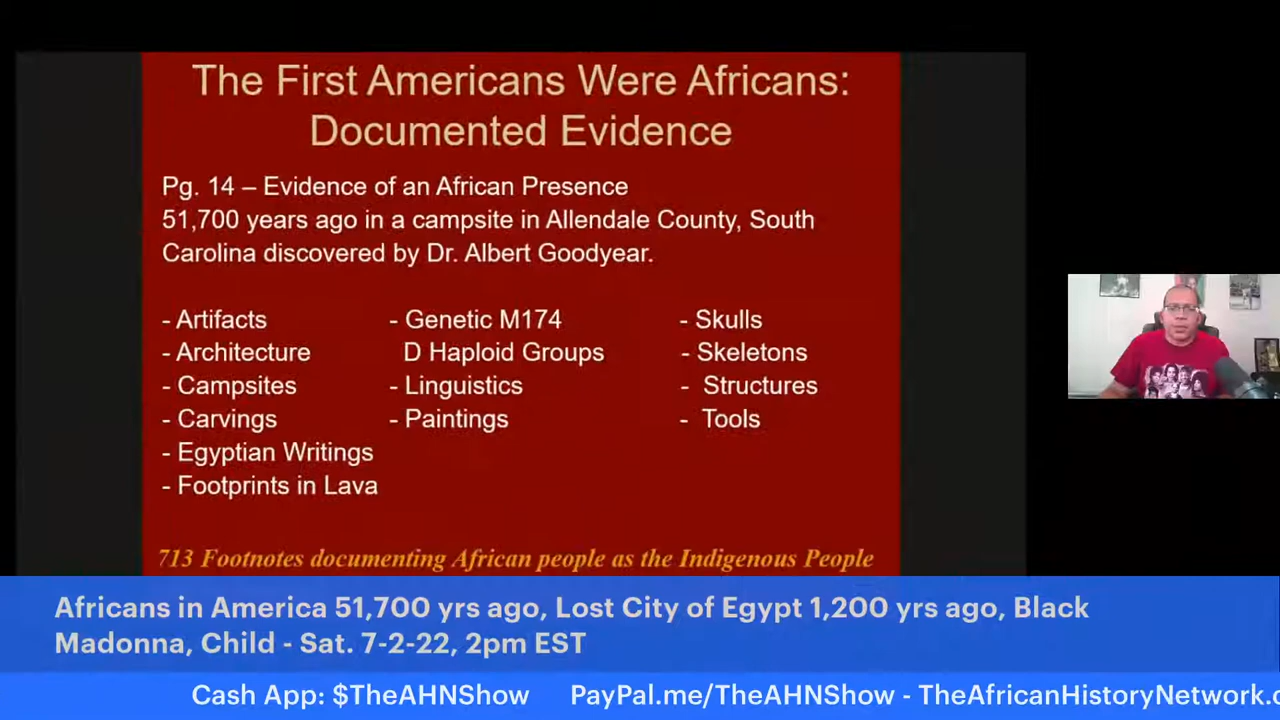 The First Americans Were Africans:
Documented Evidence
Pg. 14 – Evidence of an African Presence
51,700 years ago in a campsite in Allendale County, South
Carolina discovered by Dr. Albert Goodyear.
- Artifacts - Genetic M174 - Skulls
- Architecture D Haploid Groups - Skeletons
- Campsites - Linguistics - Structures
- Carvings - Paintings - Tools
- Egyptian Writings
- Footprints in Lava
713 Footnotes documenting African people as the Indigenous People
Africans in America 51,700 yrs ago, Lost City of Egypt 1,200 yrs ago, Black
Madonna, Child - Sat. 7-2-22, 2pm EST
Cash App: $TheAHNShow PayPal.me/TheAHNShow - TheAfricanHistoryNetwork.